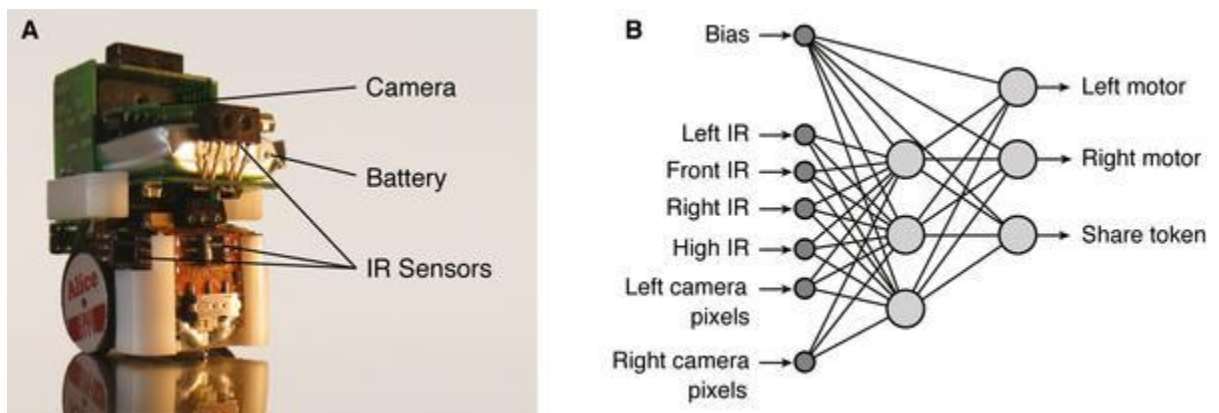 A
Camera
Battery
IR Sensors
Alice
B
Bias
Left IR
Front IR
Right IR
High IR
Left camera
pixels
Right camera
pixels
Left motor
Right motor
Share token